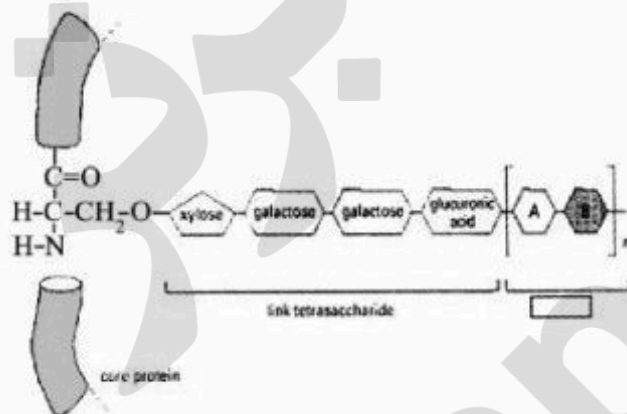 C=O
H-C-CH2-O-
H-N
xylose
galactose
galactose
glucuronic
acid
A
B
n
link tetrasaccharide
core protein